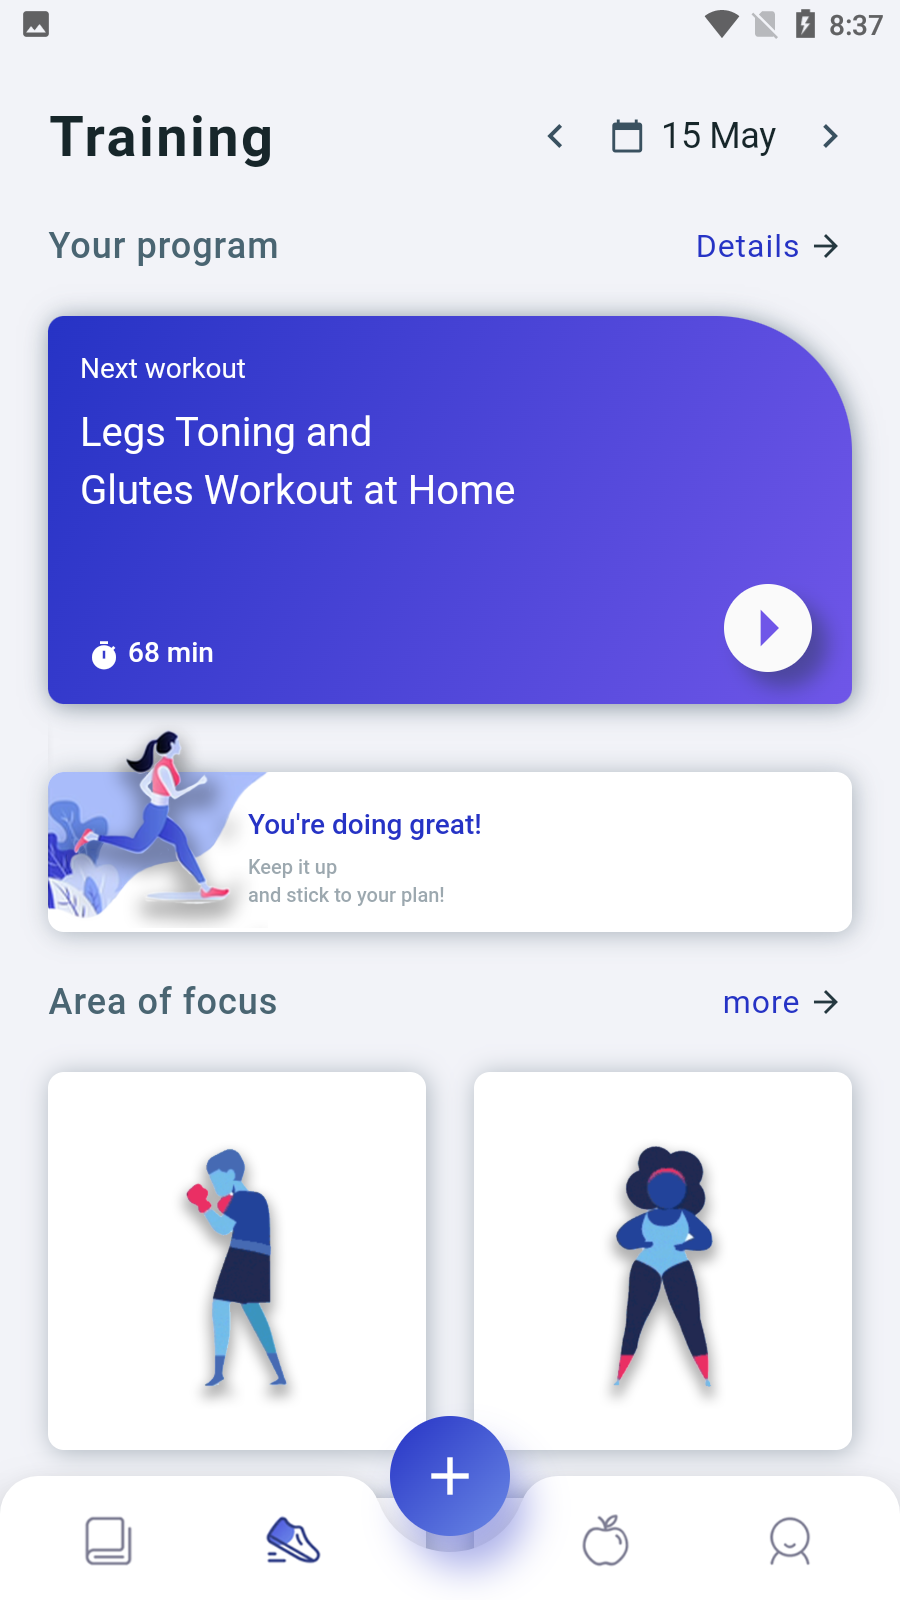 8:37
Training
15 May
Your program
Details
Next workout
Legs Toning and
Glutes Workout at Home
68 min
You're doing great!
Keep it up
and stick to your plan!
Area of focus
more